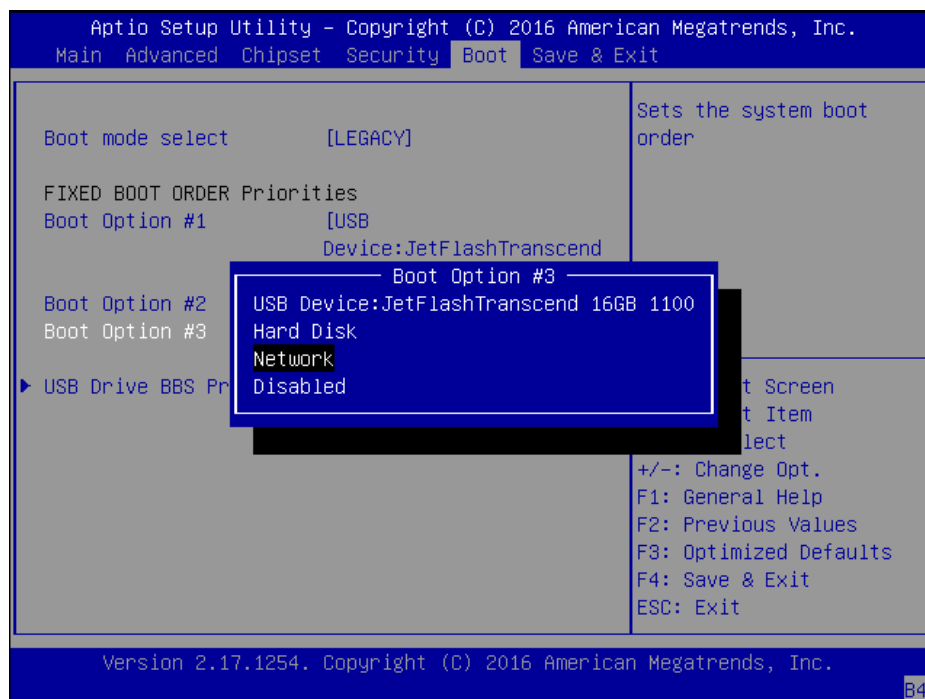 Aptio Setup Utility – Copyright (C) 2016 American Megatrends, Inc.
Main Advanced Chipset Security Boot Save & Exit
Sets the system boot
order
Boot mode select [LEGACY]
FIXED BOOT ORDER Priorities
Boot Option #1 [USB
Device:JetFlashTranscend
Boot Option #2
Boot Option #3
USB Drive BBS Pr
Boot Option #3
USB Device:JetFlashTranscend 16GB 1100
Hard Disk
Network
Disabled
t Screen
t Item
lect
+/-: Change Opt.
F1: General Help
F2: Previous Values
F3: Optimized Defaults
F4: Save & Exit
ESC: Exit
Version 2.17.1254. Copyright (C) 2016 American Megatrends, Inc.
B4